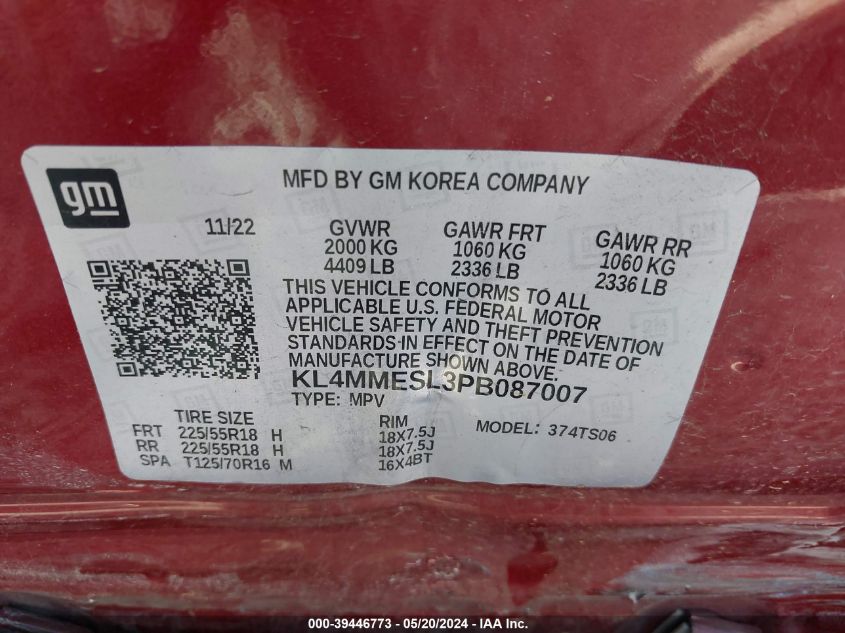 gm
MFD BY GM KOREA COMPANY
11/22
GVWR
2000 KG
4409 LB
GAWR FRT
1060 KG
2336 LB
GAWR RR
1060 KG
2336 LB
THIS VEHICLE CONFORMS TO ALL
APPLICABLE U.S. FEDERAL MOTOR
VEHICLE SAFETY AND THEFT PREVENTION
STANDARDS IN EFFECT ON THE DATE OF
MANUFACTURE SHOWN ABOVE.
KL4MMESL3PB087007
TYPE: MPV
MODEL: 374TS06
TIRE SIZE RIM
FRT 225/55R18 H 18X7.5J
RR 225/55R18 H 18X7.5J
SPA T125/70R16 M 16X4BT
000-39446773 - 05/20/2024 - IAA Inc.